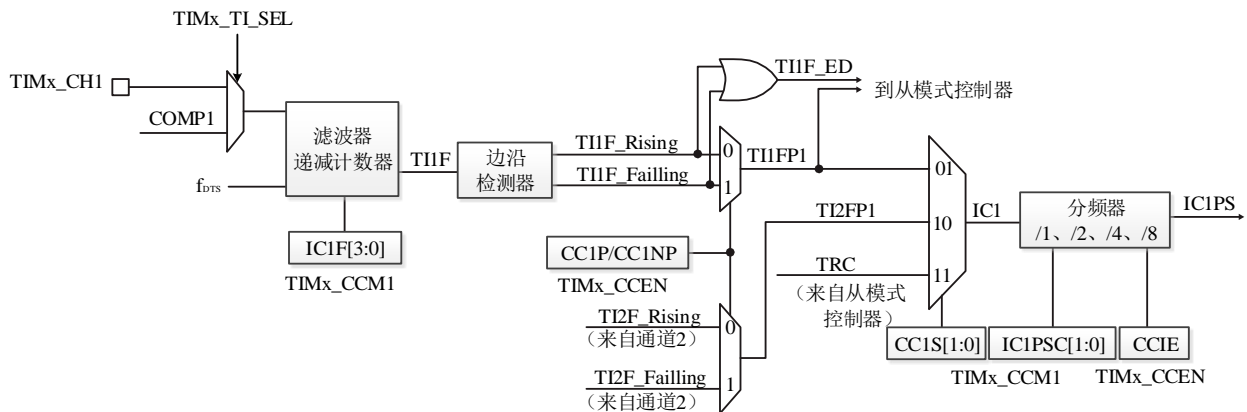 TIMx_TI_SEL
TIMx_CH1
COMP1
f_DTS
滤波器
递减计数器
IC1F[3:0]
TIMx_CCM1
TI1F
边沿
检测器
TI1F_Rising
TI1F_Failling
TI1F_ED
到从模式控制器
0
1
TI1FP1
CC1P/CC1NP
TIMx_CCEN
TI2F_Rising
（来自通道2）
TI2F_Failling
（来自通道2）
0
1
TI2FP1
TRC
（来自从模式
控制器）
01
10
11
IC1
分频器
/1、/2、/4、/8
IC1PS
CC1S[1:0]
IC1PSC[1:0]
CCIE
TIMx_CCM1
TIMx_CCEN